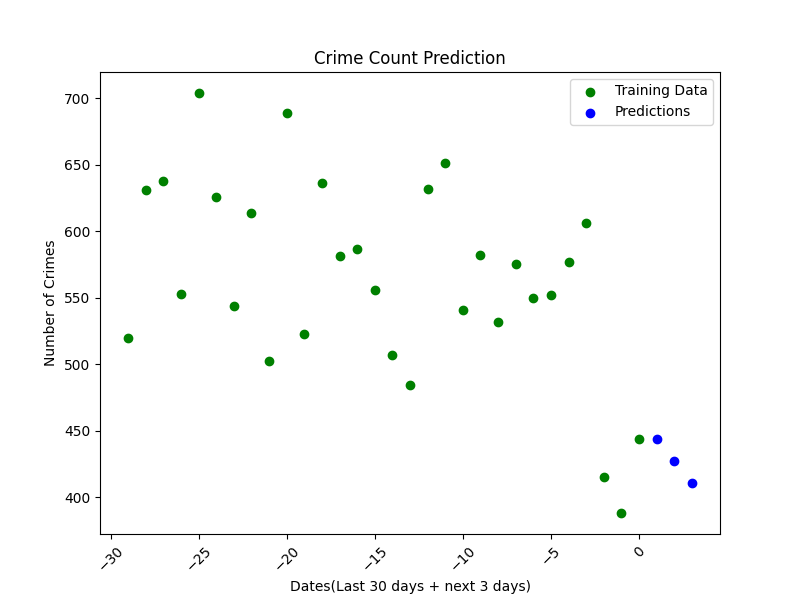 Crime Count Prediction
Training Data
Predictions
700
650
600
550
500
450
400
Number of Crimes
−30
−25
−20
−15
−10
−5
0
Dates(Last 30 days + next 3 days)